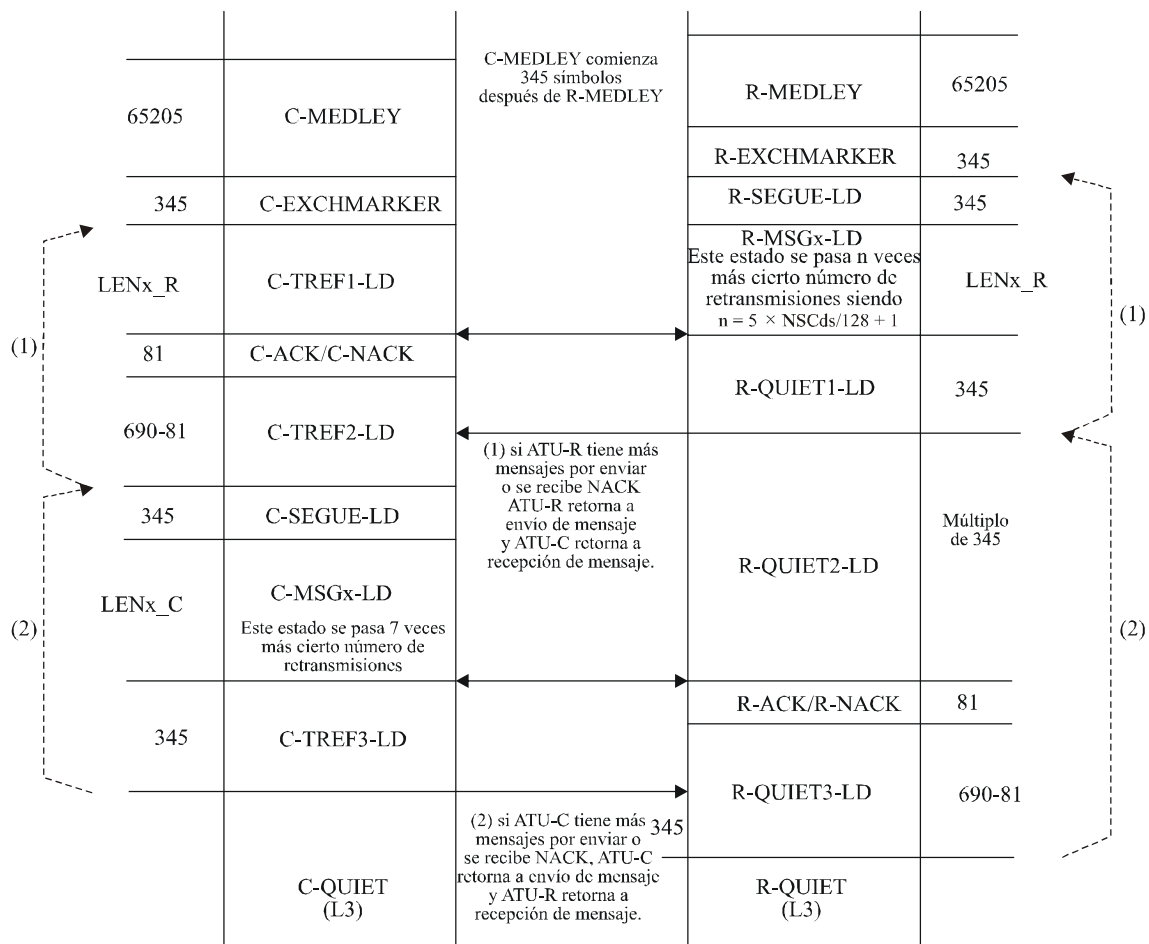 C-MEDLEY comienza
345 símbolos
después de R-MEDLEY
65205
C-MEDLEY
R-MEDLEY
65205
R-EXCHMARKER
345
345
C-EXCHMARKER
R-SEGUE-LD
345
LENx_R
C-TREF1-LD
R-MSGx-LD
Este estado se pasa n veces
más cierto número de
retransmisiones siendo
n = 5 × NSCds/128 + 1
LENx_R
(1)
(1)
81
C-ACK/C-NACK
R-QUIET1-LD
345
690-81
C-TREF2-LD
(1) si ATU-R tiene más
mensajes por enviar
o se recibe NACK
ATU-R retorna a
envío de mensaje
y ATU-C retorna a
recepción de mensaje.
345
C-SEGUE-LD
R-QUIET2-LD
Múltiplo
de 345
LENx_C
C-MSGx-LD
Este estado se pasa 7 veces
más cierto número de
retransmisiones
(2)
(2)
R-ACK/R-NACK
81
345
C-TREF3-LD
R-QUIET3-LD
690-81
(2) si ATU-C tiene más
mensajes por enviar o
se recibe NACK, ATU-C
retorna a envío de mensaje
y ATU-R retorna a
recepción de mensaje.
345
C-QUIET
(L3)
R-QUIET
(L3)